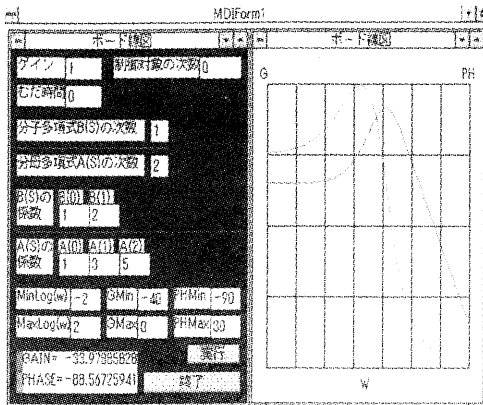 MDIForm1
ボード線図
ゲイン 1 制御対象の次数 0
むだ時間 0
分子多項式B(S)の次数 1
分母多項式A(S)の次数 2
B(S)の係数 B(0) B(1)
1 2
A(S)の係数 A(0) A(1) A(2)
1 3 5
MinLog(w) -2 GMin -40 PHMin -90
MaxLog(w) 2 GMax 0 PHMax 30
GAIN= -33.97985828
実行
PHASE= -88.56725941
終了
ボード線図
G PH
W